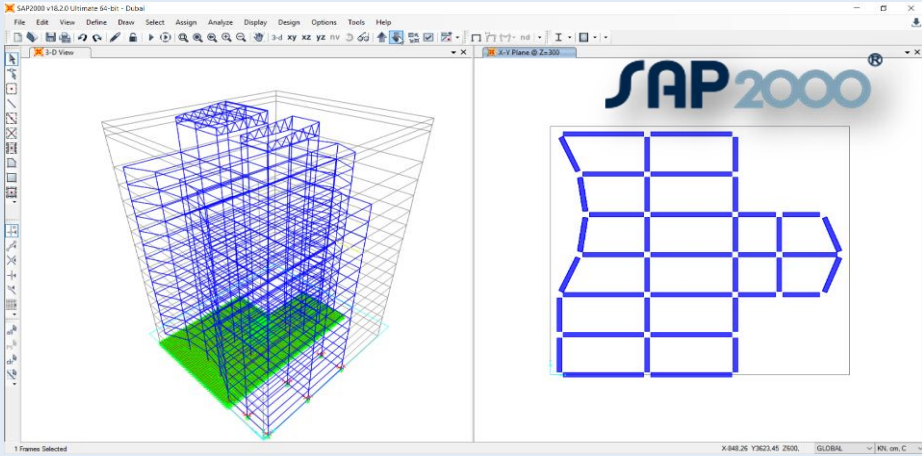 SAP2000 v18.2.0 Ultimate 64-bit - Dubai
File Edit View Define Draw Select Assign Analyze Display Design Options Tools Help
3-d xy xz yz nv
nd
3-D View
X-Y Plane @ Z=300
SAP2000®
1 Frames Selected
X-848,26 Y3623,45 Z600,
GLOBAL
KN, cm, C